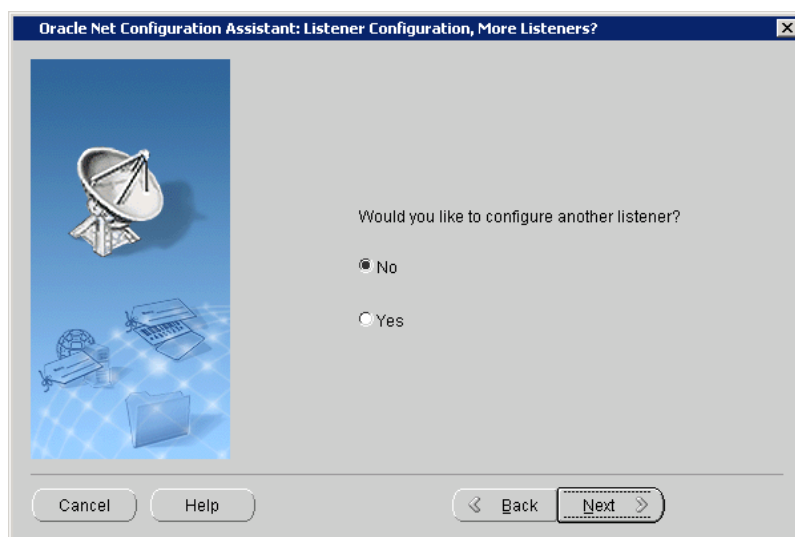 Oracle Net Configuration Assistant: Listener Configuration, More Listeners?
Would you like to configure another listener?
No
Yes
Cancel
Help
Back
Next